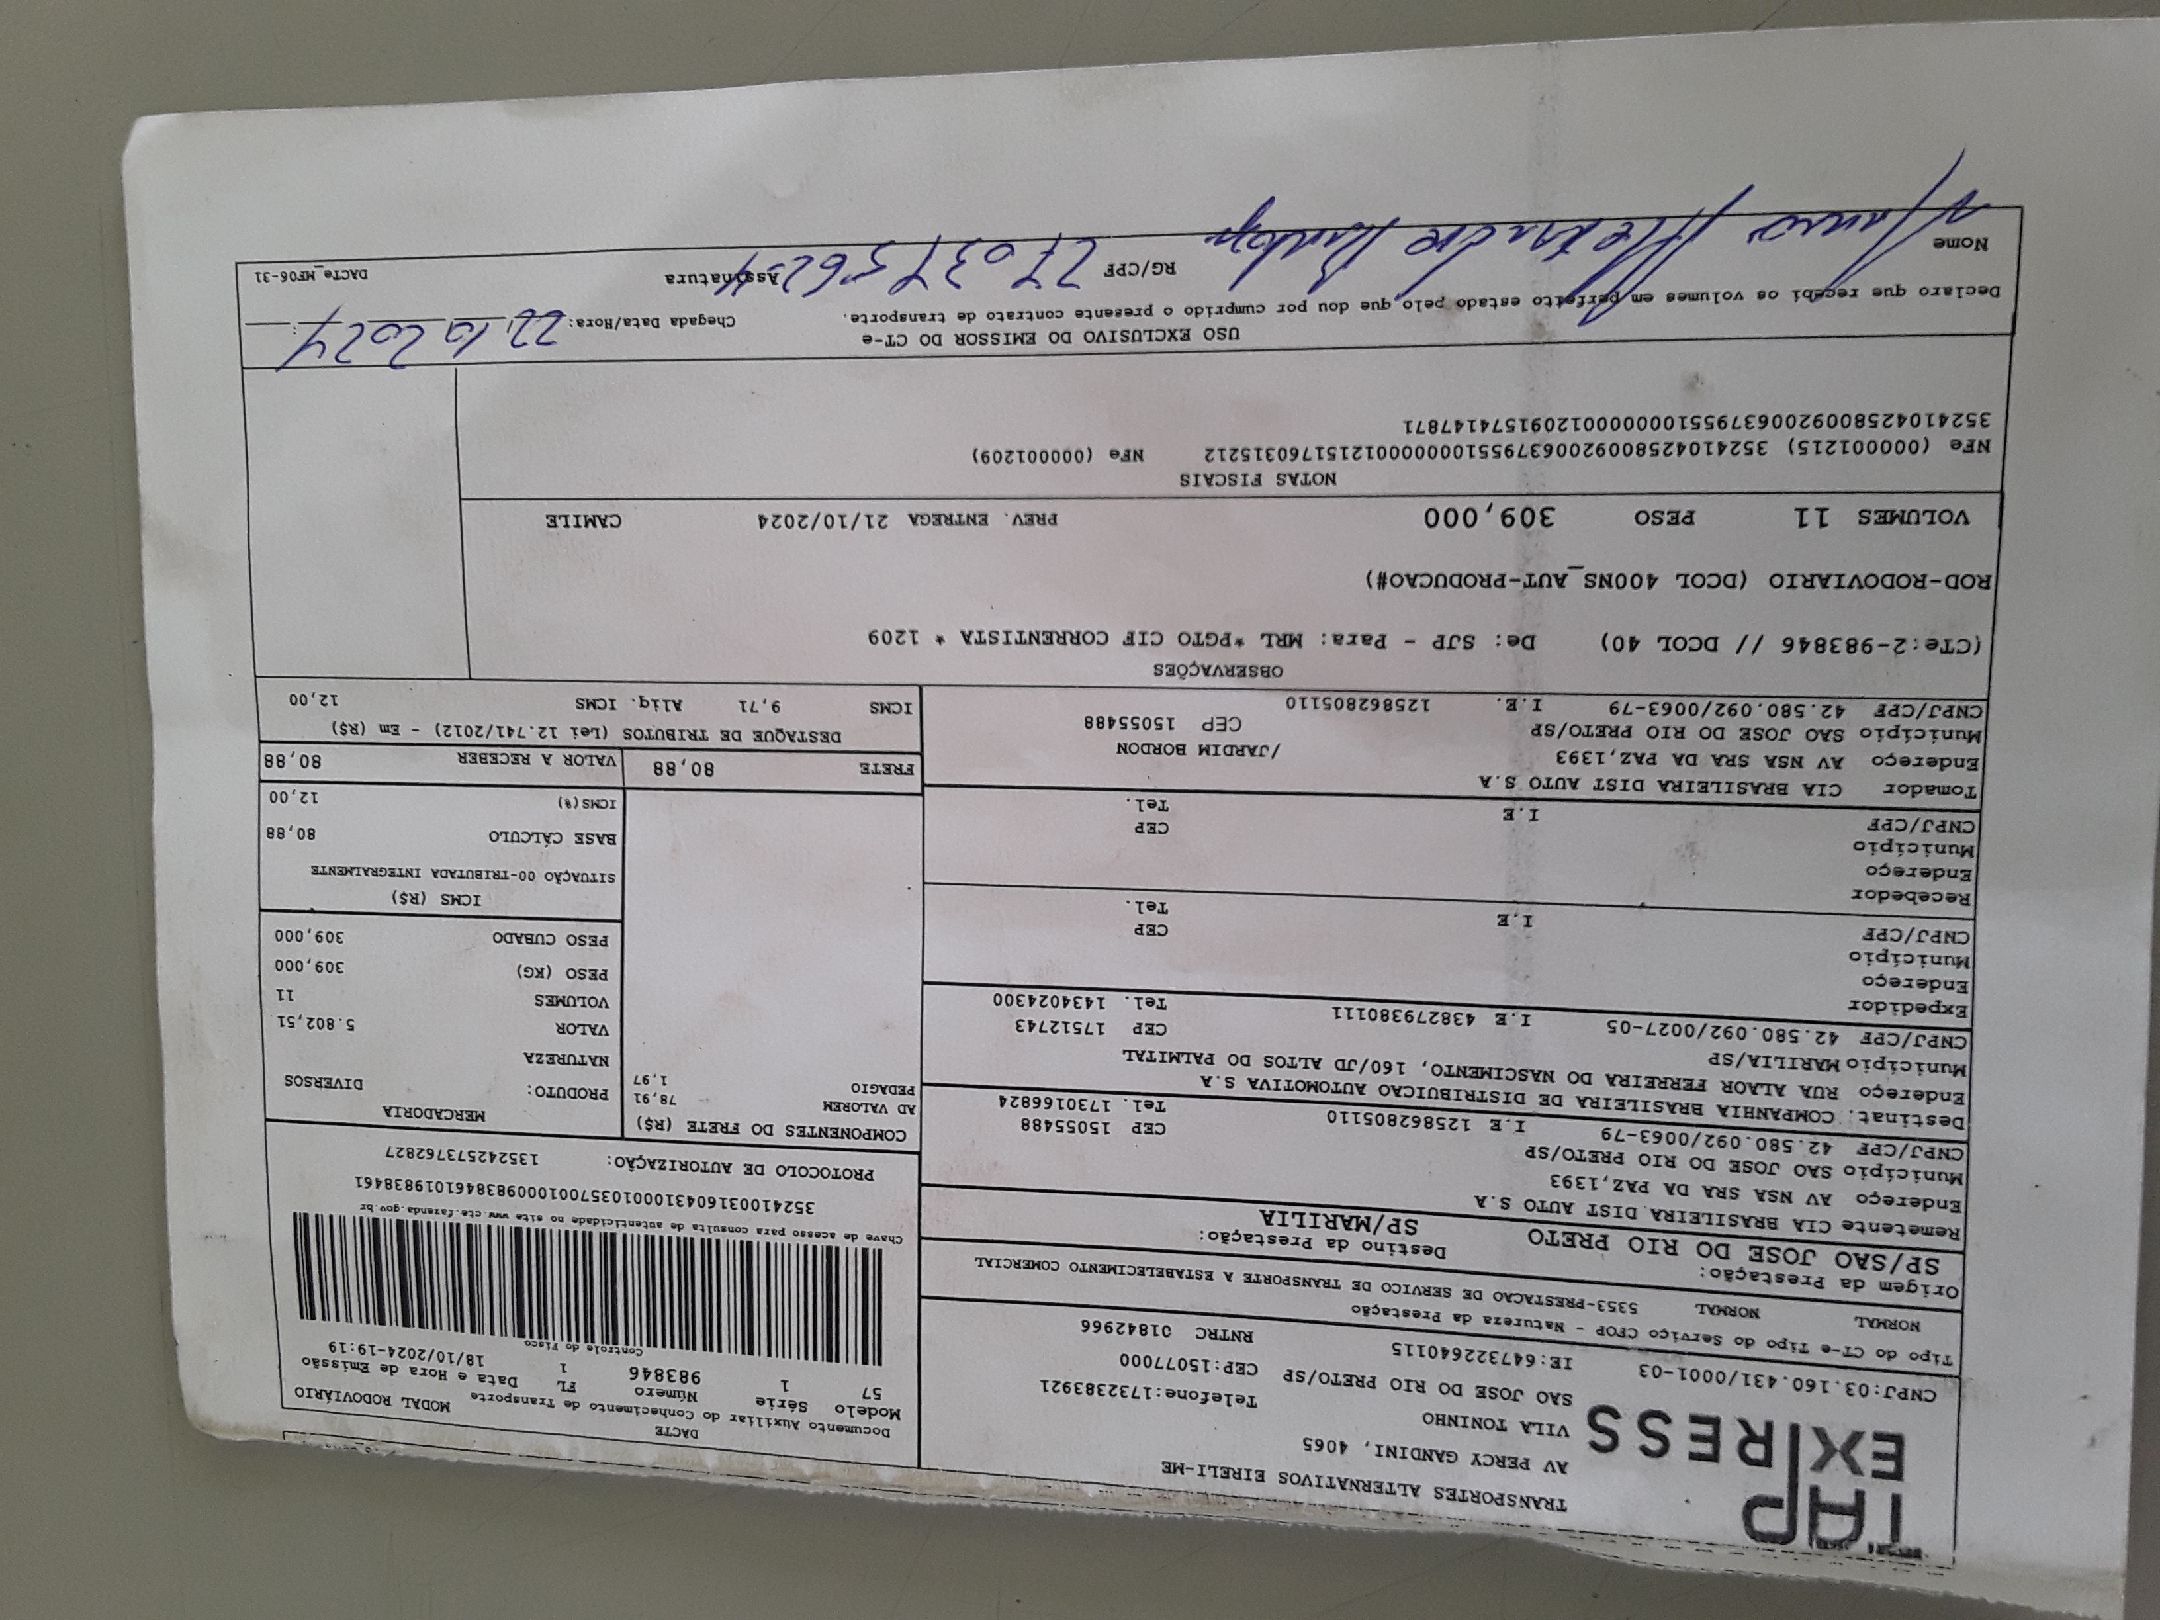 TAP
EXPRESS
TRANSPORTES ALTERNATIVOS EIRELI-ME
AV PERCY GANDINI, 4065
VILA TONINHO
Telefone:1732383921
SAO JOSE DO RIO PRETO/SP CEP:15077000
CNPJ:03.160.431/0001-03 IE:647322640115 RNTRC 01842966
DACTE
Documento Auxiliar do Conhecimento de Transporte MODAL RODOVIÁRIO
Modelo Série Número FL Data e Hora de Emissão
57 1 983846 1 18/10/2024-19:19
Controle do Fisco
Chave de acesso para consulta de autenticidade no site www.cte.fazenda.gov.br
35241003160431000103570010009838461019838461
PROTOCOLO DE AUTORIZAÇÃO: 135242573762827
Tipo do CT-e Tipo do Serviço CFOP - Natureza da Prestação
NORMAL NORMAL 5353-PRESTACAO DE SERVICO DE TRANSPORTE A ESTABELECIMENTO COMERCIAL
Origem da Prestação: Destino da Prestação:
SP/SAO JOSE DO RIO PRETO SP/MARILIA
Remetente CIA BRASILEIRA DIST AUTO S.A
Endereço AV NSA SRA DA PAZ,1393
Município SAO JOSE DO RIO PRETO/SP CEP 15055488
CNPJ/CPF 42.580.092/0063-79 I.E 125862805110 Tel. 1730166824
Destinat: COMPANHIA BRASILEIRA DE DISTRIBUICAO AUTOMOTIVA S.A
Endereço RUA ALAOR FERREIRA DO NASCIMENTO, 160/JD ALTOS DO PALMITAL
Município MARILIA/SP CEP 17512743
CNPJ/CPF 42.580.092/0027-05 I.E 438279380111 Tel. 1434024300
Expedidor
Endereço
Município CEP
CNPJ/CPF I.E Tel.
Recebedor
Endereço
Município CEP
CNPJ/CPF I.E Tel.
Tomador CIA BRASILEIRA DIST AUTO S.A
Endereço AV NSA SRA DA PAZ,1393 /JARDIM BORDON
Município SAO JOSE DO RIO PRETO/SP CEP 15055488
CNPJ/CPF 42.580.092/0063-79 I.E. 125862805110
COMPONENTES DO FRETE (R$)
AD VALOREM 78,91
PEDAGIO 1,97
MERCADORIA
PRODUTO: DIVERSOS
NATUREZA
VALOR 5.802,51
VOLUMES 11
PESO (KG) 309,000
PESO CUBADO 309,000
ICMS (R$)
SITUAÇÃO 00-TRIBUTADA INTEGRALMENTE
BASE CÁLCULO 80,88
ICMS(%) 12,00
FRETE 80,88 VALOR A RECEBER 80,88
DESTAQUE DE TRIBUTOS (Lei 12.741/2012) - Em (R$)
ICMS 9,71 Aliq. ICMS 12,00
OBSERVAÇÕES
(CTe:2-983846 // DCOL 40) De: SJP - Para: MRL *PGTO CIF CORRENTISTA * 1209
ROD-RODOVIARIO (DCOL 400NS_AUT-PRODUCAO#)
VOLUMES 11 PESO 309,000 PREV. ENTREGA 21/10/2024 CAMILE
NOTAS FISCAIS
NFe (000001215) 35241042580092006379551000000012151760315212 NFe (000001209)
35241042580092006379551000000012091574147871
USO EXCLUSIVO DO EMISSOR DO CT-e
Declaro que recebi os volumes em perfeito estado pelo que dou por cumprido o presente contrato de transporte. Chegada Data/Hora: 22 10 2024
Nome RG/CPF Assinatura DACTe_MF06-31